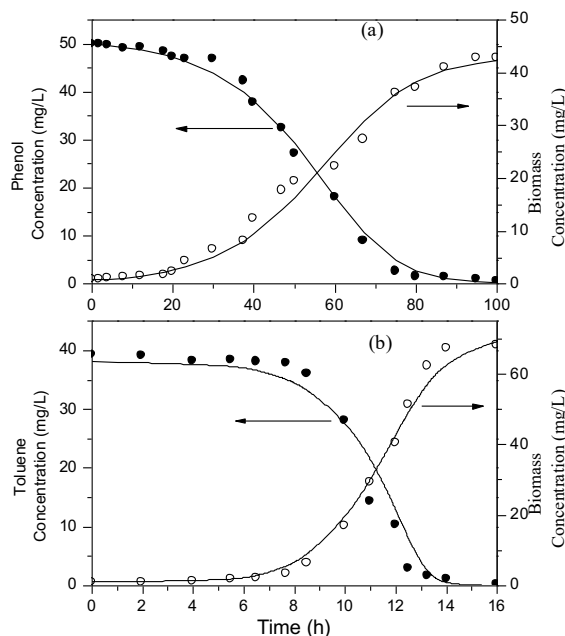 (a)
50
40
30
20
10
0
Phenol
Concentration (mg/L)
50
40
30
20
10
0
Biomass
Concentration (mg/L)
0 20 40 60 80 100
(b)
40
30
20
10
0
Toluene
Concentration (mg/L)
60
40
20
0
Biomass
Concentration (mg/L)
0 2 4 6 8 10 12 14 16
Time (h)